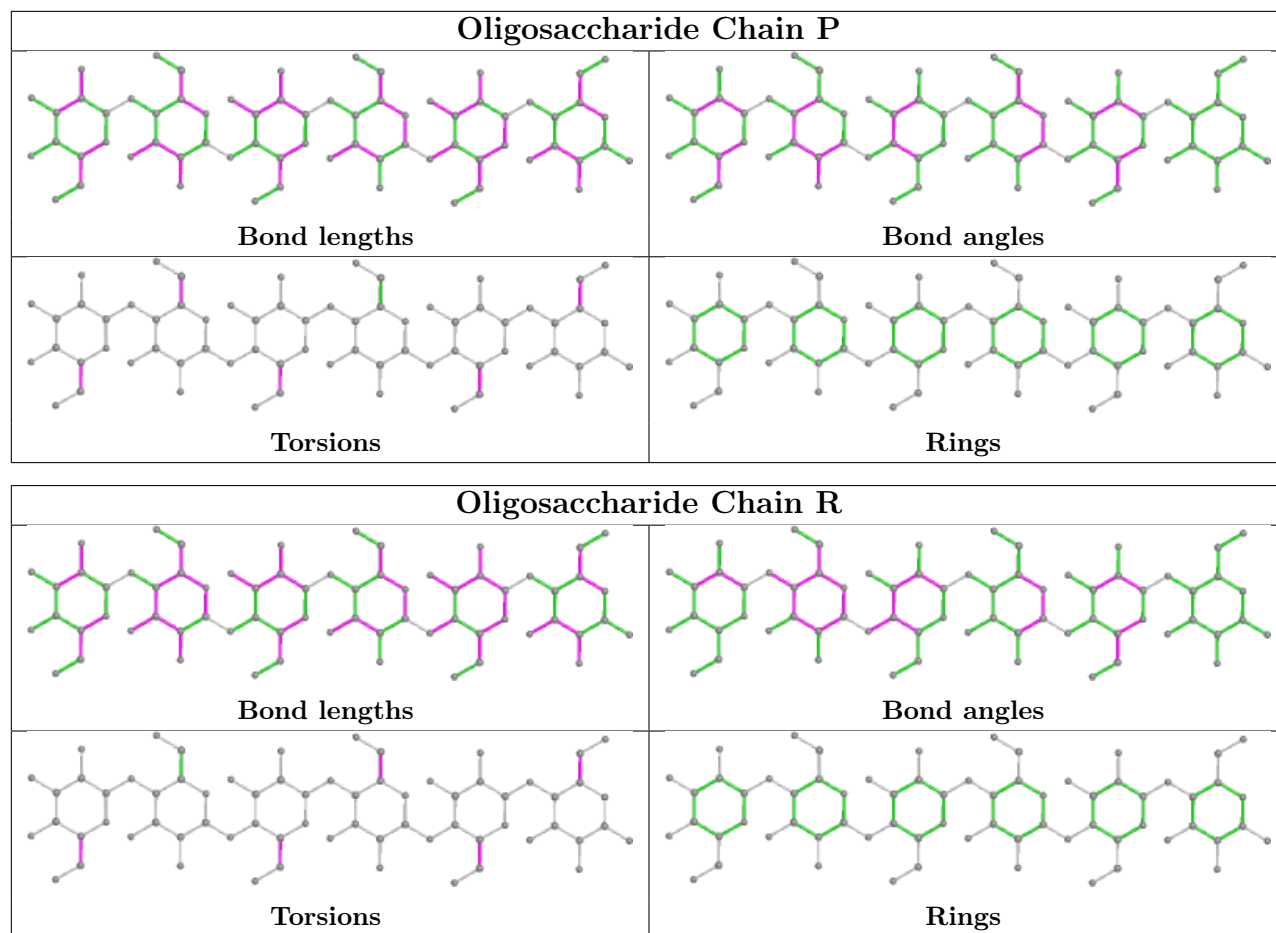 Oligosaccharide Chain P
Bond lengths
Bond angles
Torsions
Rings
Oligosaccharide Chain R
Bond lengths
Bond angles
Torsions
Rings